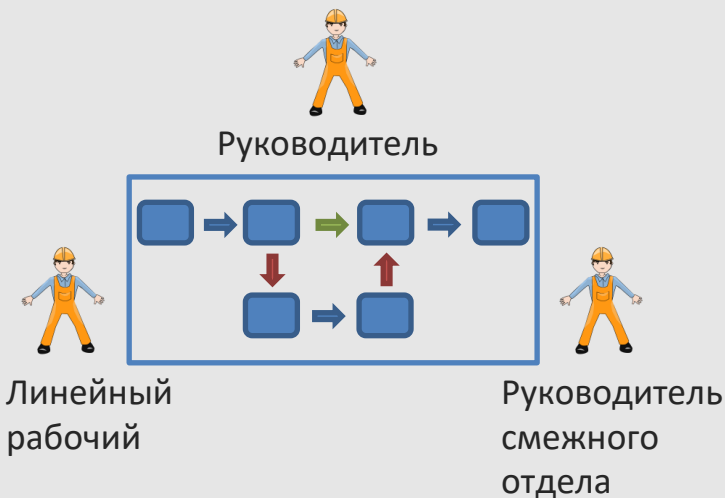 Руководитель
Линейный
рабочий
Руководитель
смежного
отдела